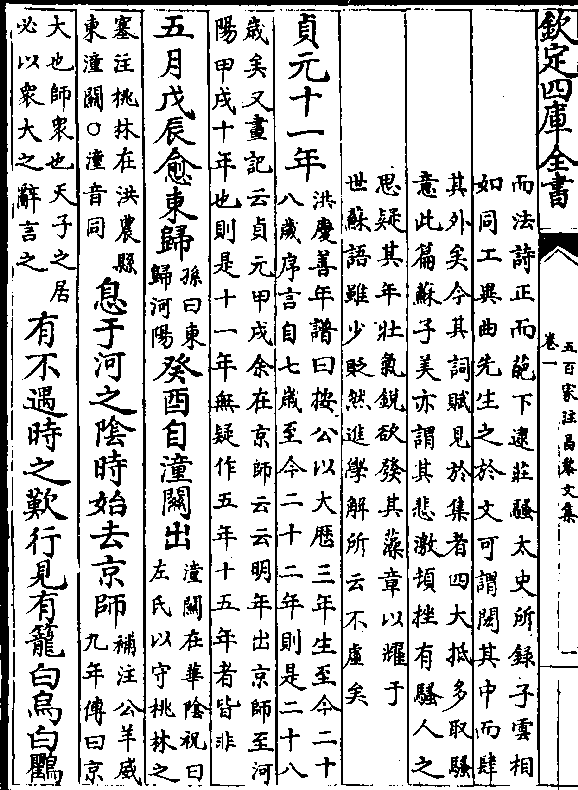 欽定四庫全書
五百家注昌黎文集
卷一
一
而法詩正而葩下逮莊騷太史所錄子雲相
如同工異曲先生之於文可謂閎其中而肆
其外矣今其詞賦見於集者四大抵多取騷
意此篇蘇子美亦謂其悲激頓挫有騷人之
思疑其年壯氣銳欲發其藻章以耀于
世蘇語雖少貶然進學解所云不虛矣
貞元十一年
洪慶善年譜曰按公以大厯三年生至今二十
八歲序言自七歲至今二十二年則是二十八
歲矣又畫記云貞元甲戌余在京師云云明年出京師至河
陽甲戌十年也則是十一年無疑作五年十五年者皆非
五月戊辰愈東歸
孫曰東
歸河陽
癸酉自潼關出
潼關在華陰祝曰
左氏以守桃林之
塞注桃林在洪農縣
東潼關○潼音同
息于河之陰時始去京師
補注公羊威
九年傳曰京
大也師衆也天子之居
必以衆大之辭言之
有不遇時之歎行見有籠白烏白鸜